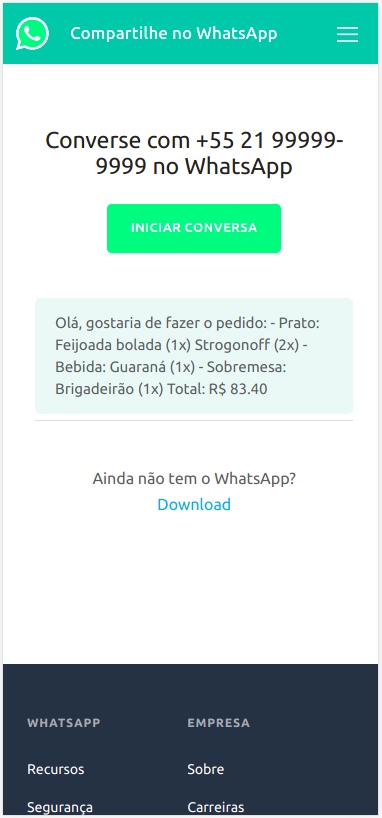 Compartilhe no WhatsApp
Converse com +55 21 99999-
9999 no WhatsApp
INICIAR CONVERSA
Olá, gostaria de fazer o pedido: - Prato:
Feijoada bolada (1x) Strogonoff (2x) -
Bebida: Guaraná (1x) - Sobremesa:
Brigadeirão (1x) Total: R$ 83.40
Ainda não tem o WhatsApp?
Download
WHATSAPP
EMPRESA
Recursos
Sobre
Segurança
Carreiras